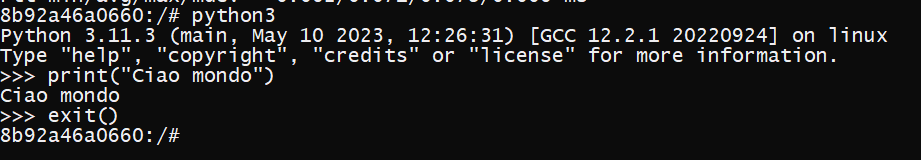 8b92a46a0660:/# python3
Python 3.11.3 (main, May 10 2023, 12:26:31) [GCC 12.2.1 20220924] on linux
Type "help", "copyright", "credits" or "license" for more information.
>>> print("Ciao mondo")
Ciao mondo
>>> exit()
8b92a46a0660:/#